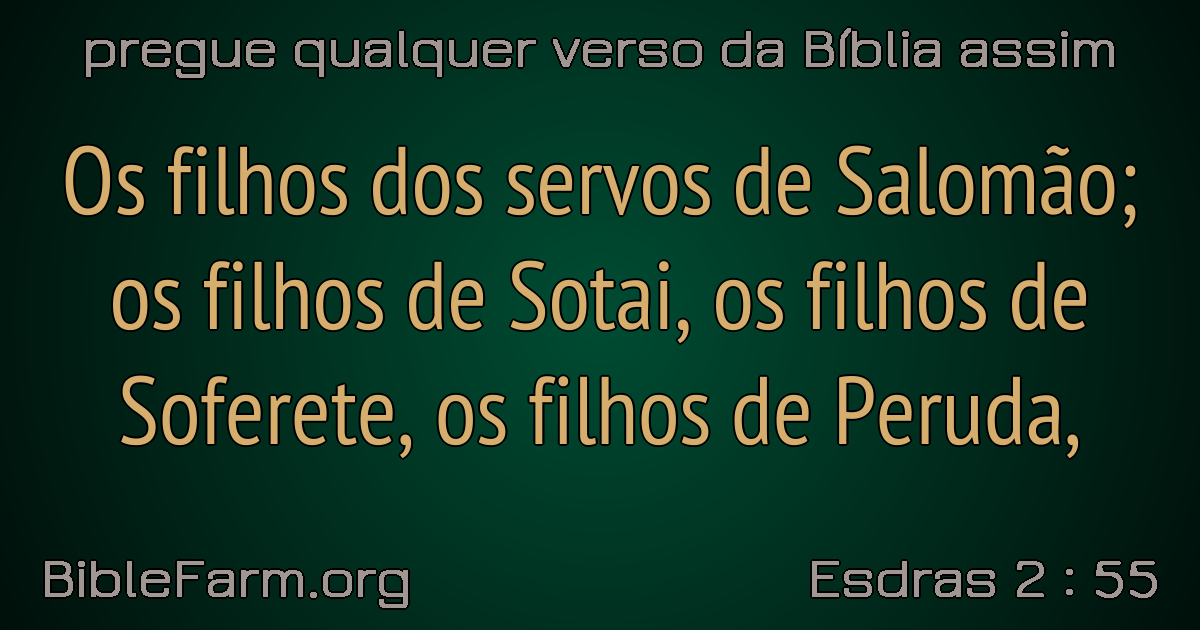 pregue qualquer verso da Bíblia assim
Os filhos dos servos de Salomão;
os filhos de Sotai, os filhos de
Soferete, os filhos de Peruda,
BibleFarm.org
Esdras 2 : 55